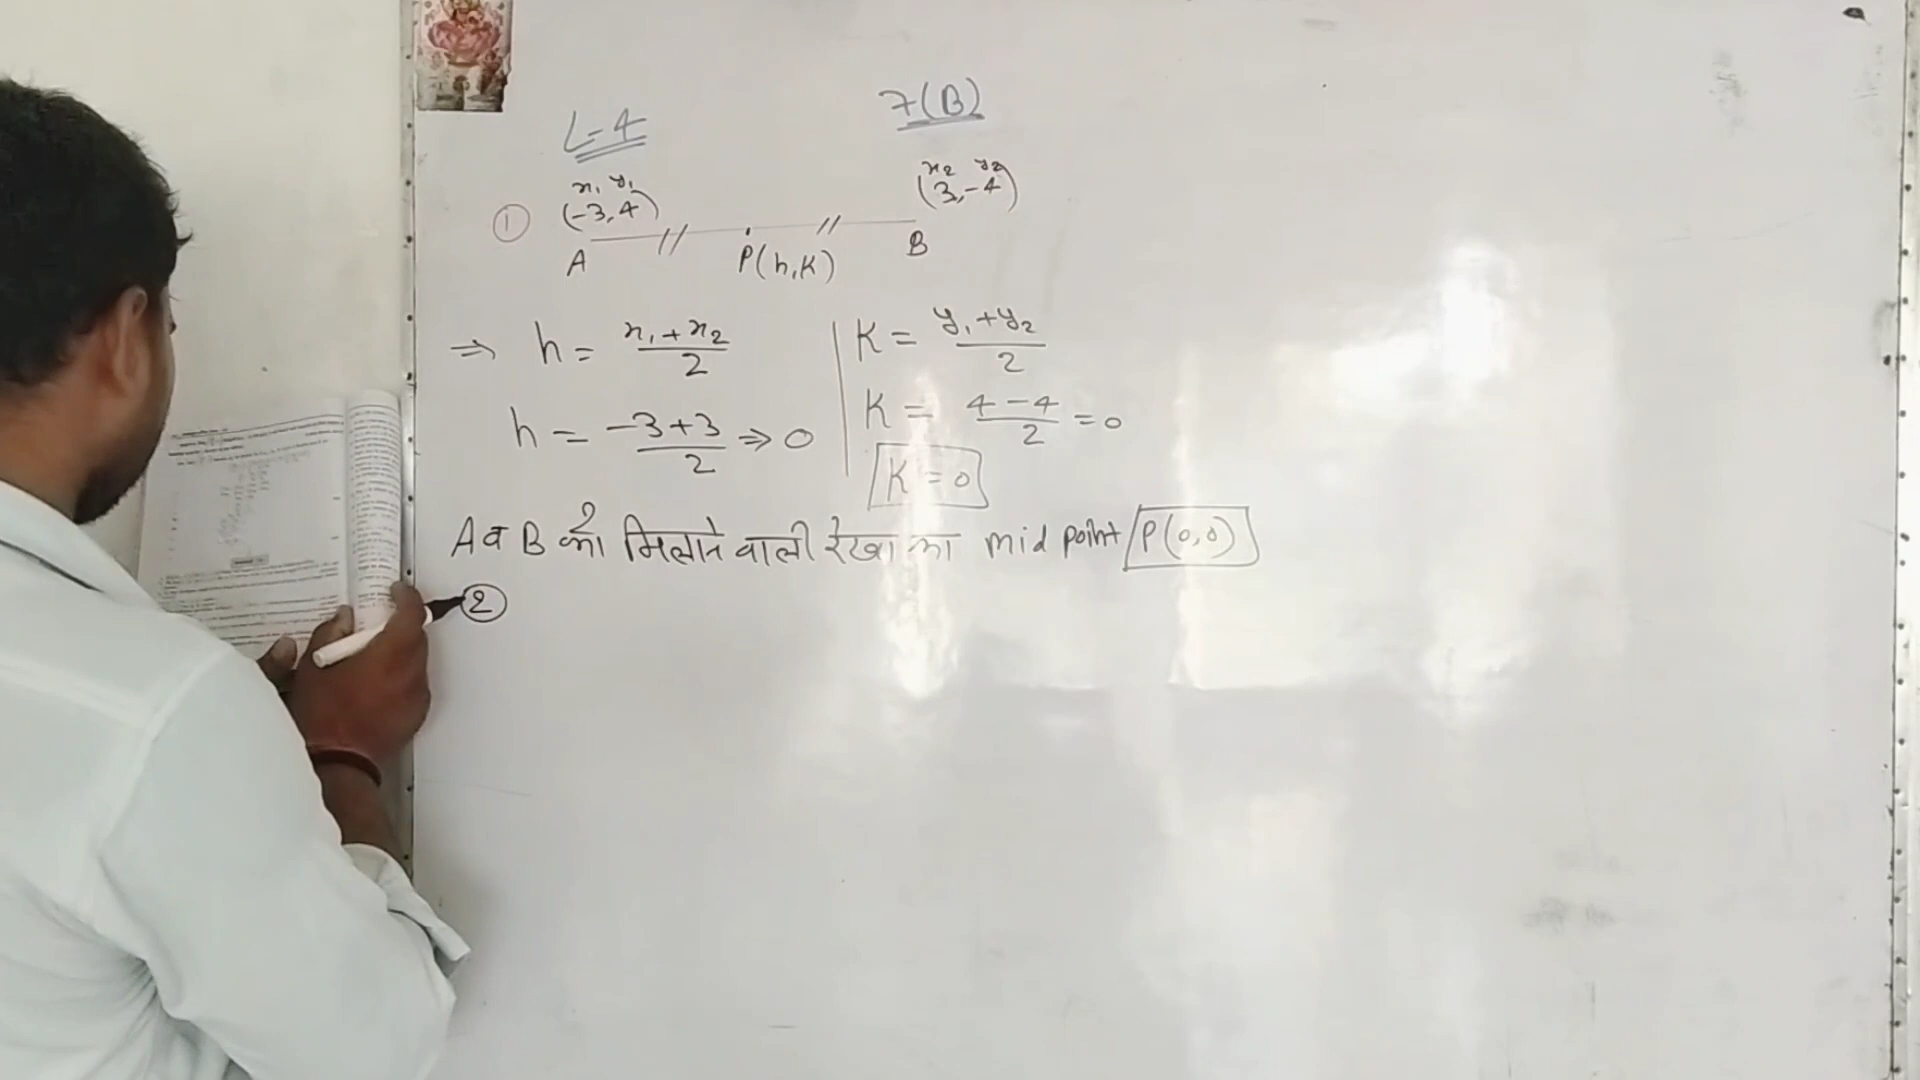 L-4
7(B)
x₁ y₁
x₂ y₂
① (-3,4)
(3,-4)
A
P(h,k)
B
⇒ h = x₁+x₂/2
K = y₁+y₂/2
h = -3+3/2 ⇒ 0
K = 4-4/2 = 0
K = 0
A व B को मिलाने वाली रेखा का mid point P(0,0)
②